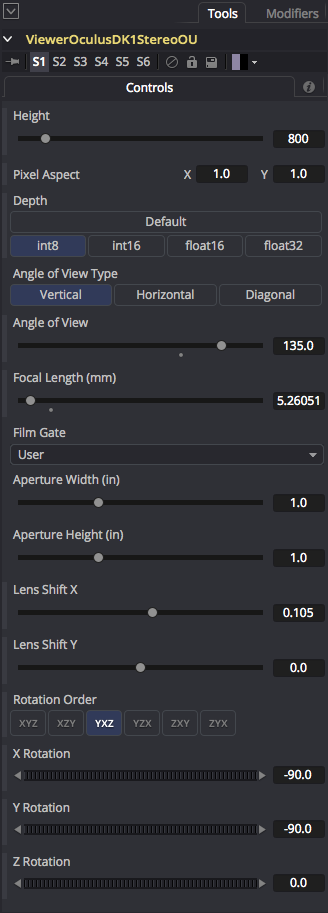 Tools Modifiers
ViewerOculusDK1StereoOU
S1 S2 S3 S4 S5 S6
Controls
Height
800
Pixel Aspect X 1.0 Y 1.0
Depth
Default
int8 int16 float16 float32
Angle of View Type
Vertical Horizontal Diagonal
Angle of View
135.0
Focal Length (mm)
5.26051
Film Gate
User
Aperture Width (in)
1.0
Aperture Height (in)
1.0
Lens Shift X
0.105
Lens Shift Y
0.0
Rotation Order
XYZ XZY YXZ YZX ZXY ZYX
X Rotation
-90.0
Y Rotation
-90.0
Z Rotation
0.0